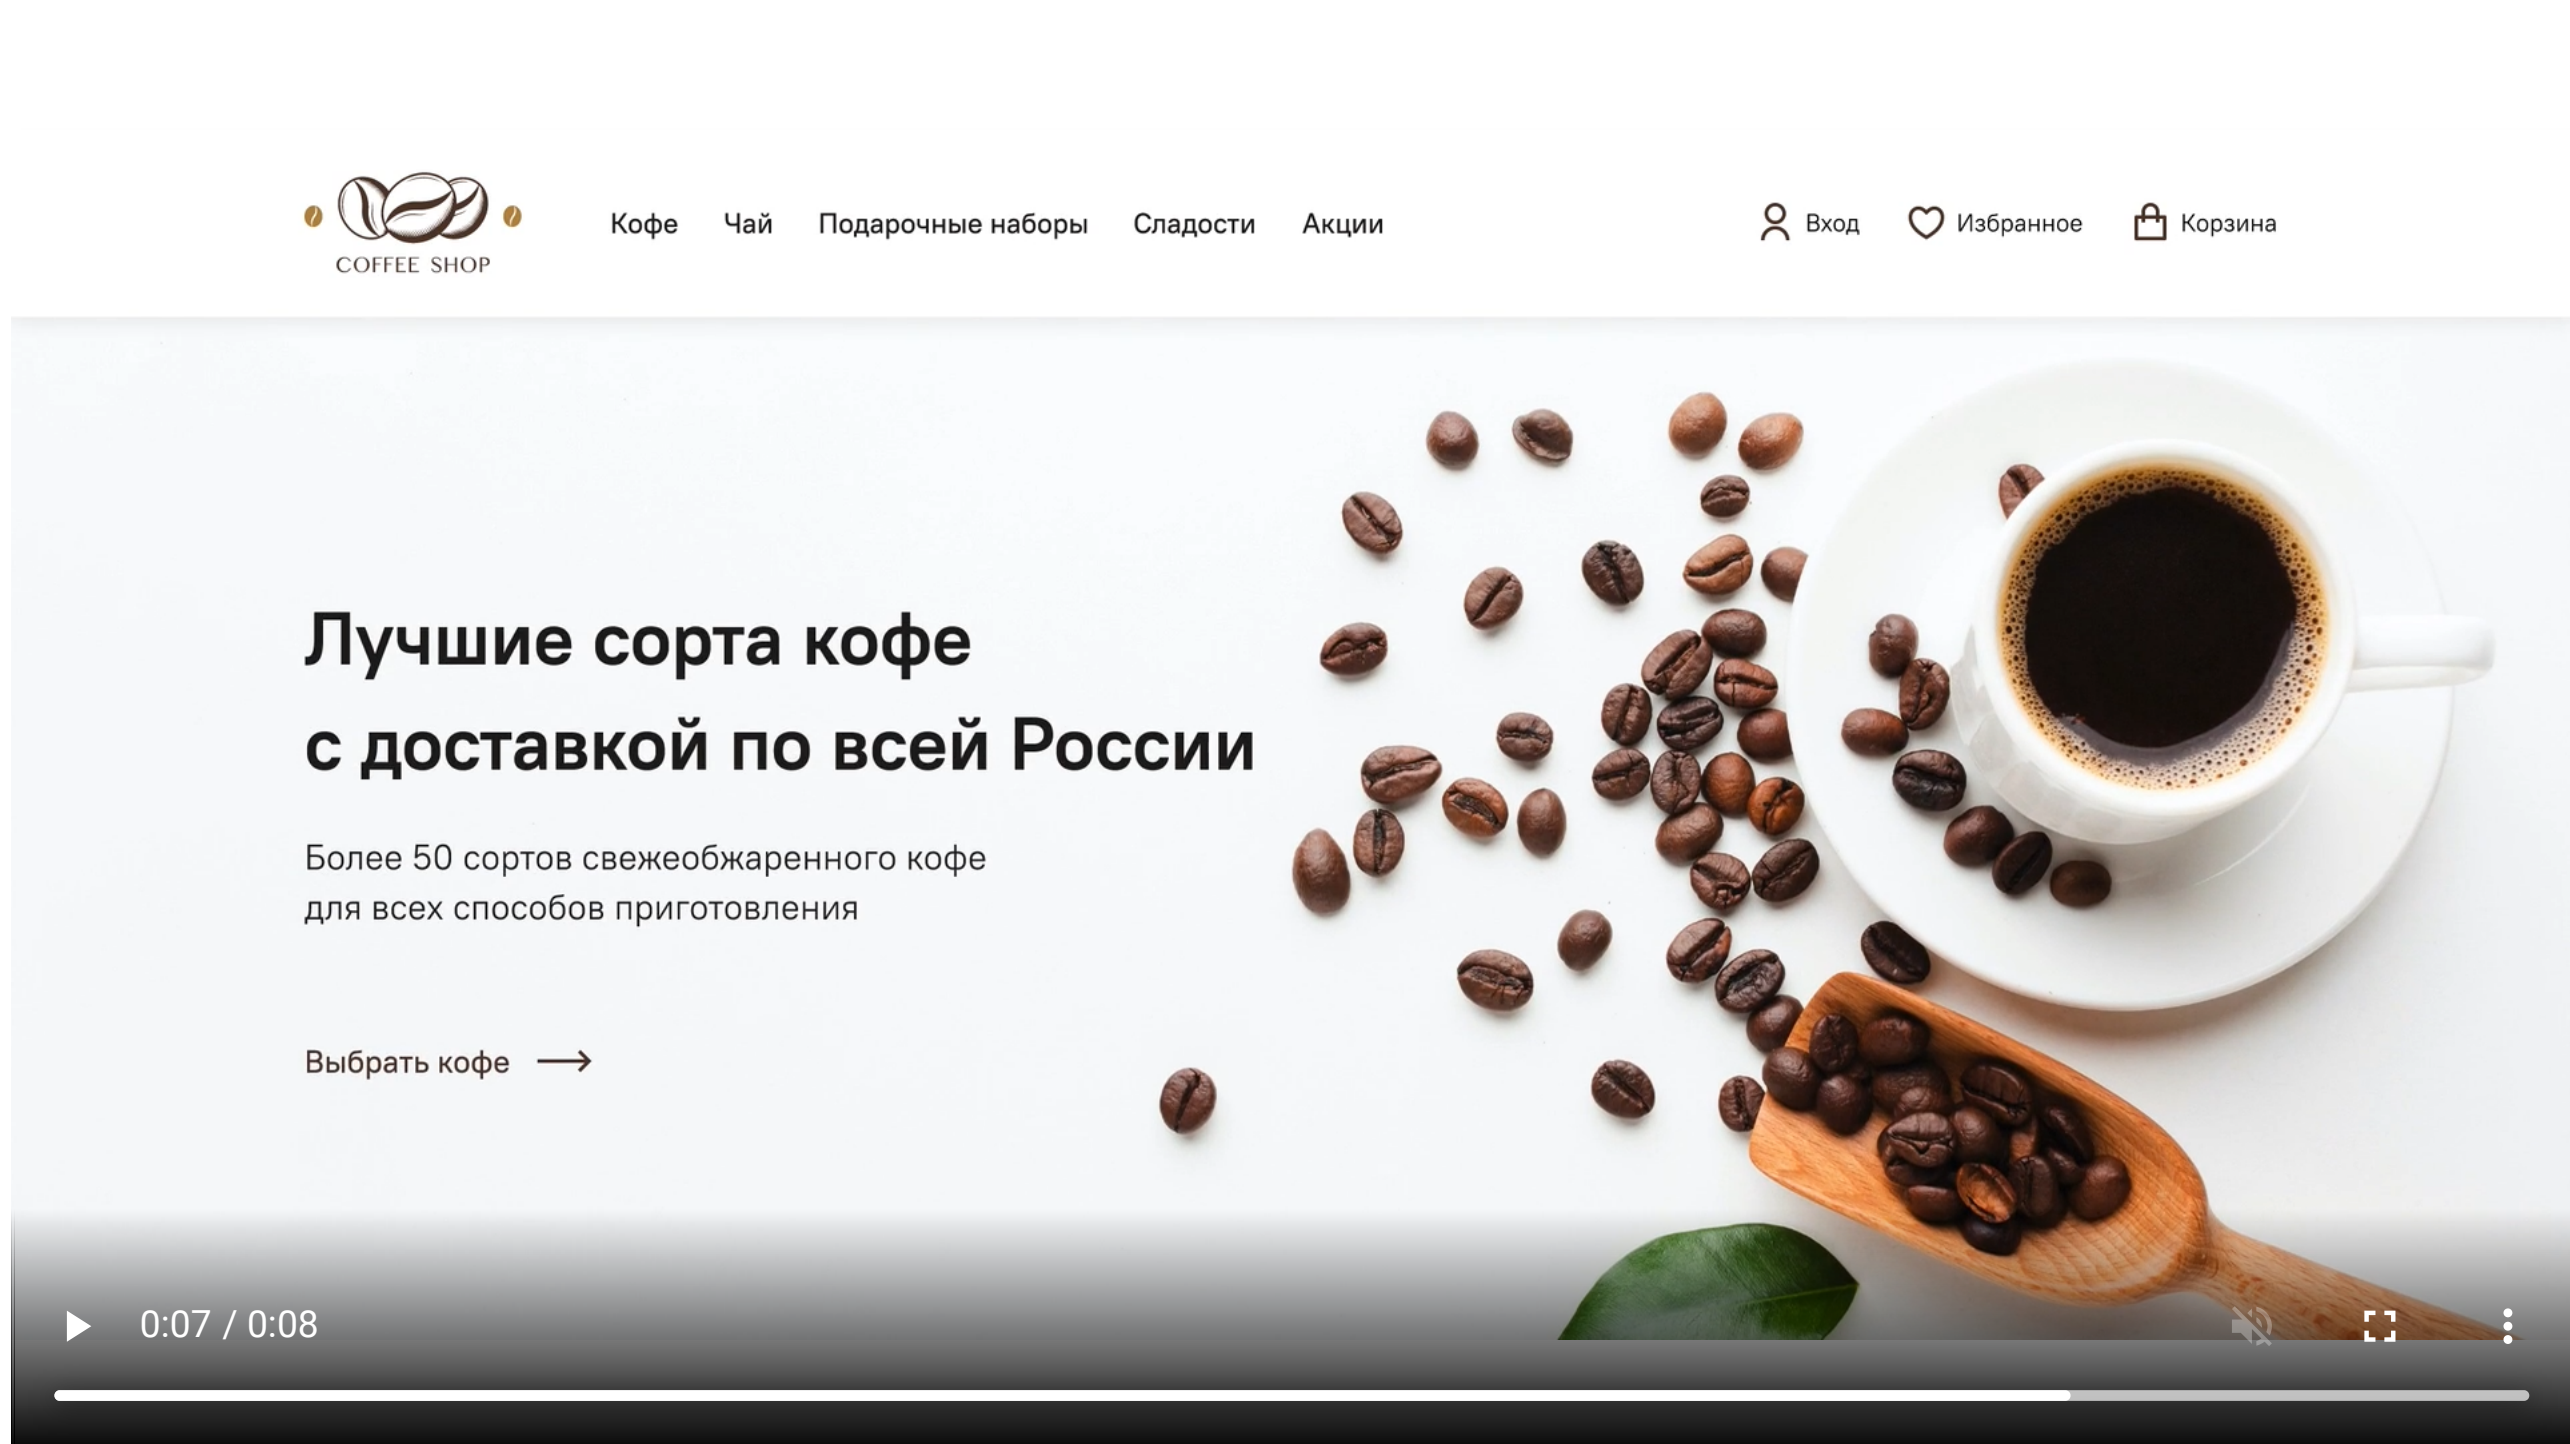 COFFEE SHOP
Кофе Чай Подарочные наборы Сладости Акции
Вход Избранное Корзина
Лучшие сорта кофе
с доставкой по всей России
Более 50 сортов свежеобжаренного кофе
для всех способов приготовления
Выбрать кофе
0:07 / 0:08